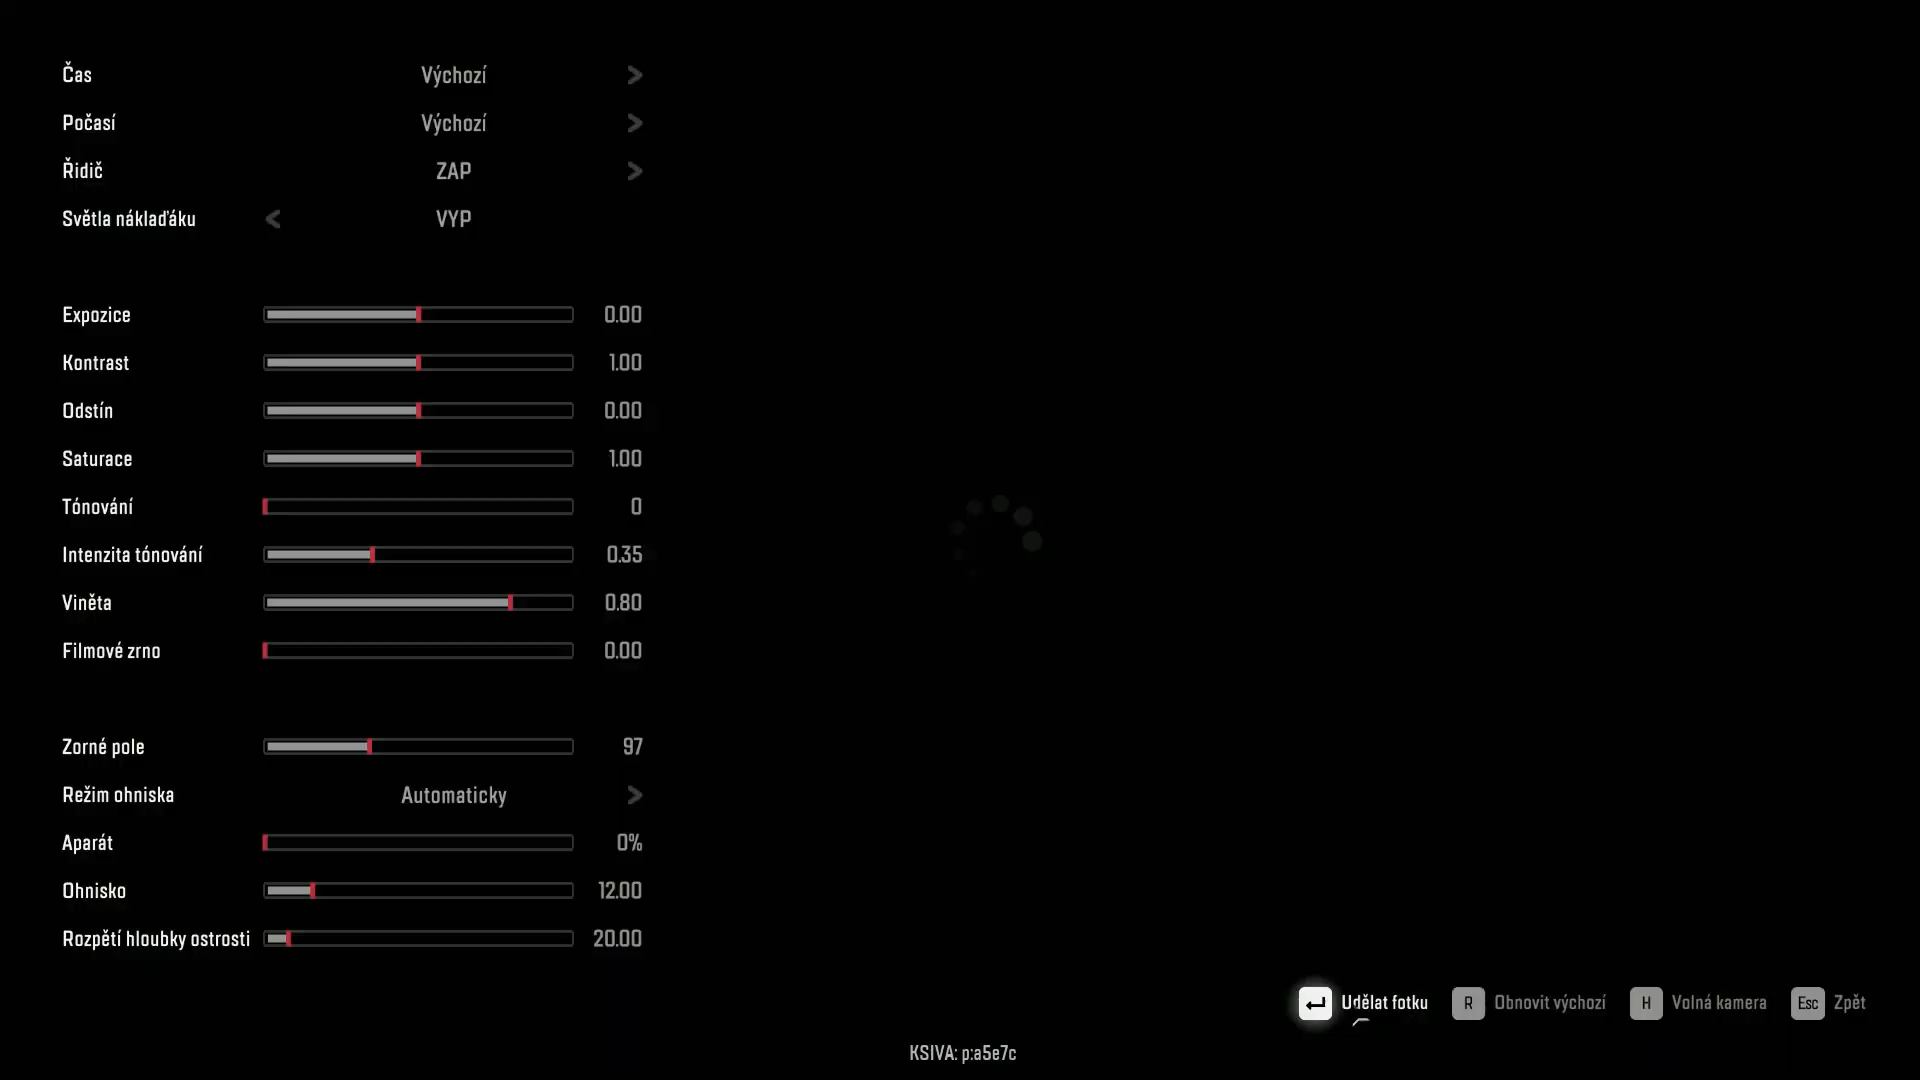 Čas Výchozí
Počasí Výchozí
Řidič ZAP
Světla náklaďáku VYP
Expozice 0.00
Kontrast 1.00
Odstín 0.00
Saturace 1.00
Tónování 0
Intenzita tónování 0.35
Viněta 0.80
Filmové zrno 0.00
Zorné pole 97
Režim ohniska Automaticky
Aparát 0%
Ohnisko 12.00
Rozpětí hloubky ostrosti 20.00
Udělat fotku R Obnovit výchozí H Volná kamera Esc Zpět
KSIVA: p:a5e7c